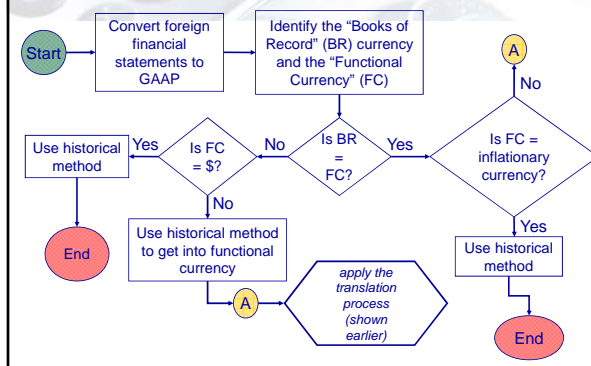 Start
Convert foreign
financial
statements to
GAAP
Identify the “Books of
Record” (BR) currency
and the “Functional
Currency” (FC)
A
No
Use historical
method
Yes
Is FC
= $?
No
Is BR
=
FC?
Yes
Is FC =
inflationary
currency?
No
Yes
End
Use historical method
to get into functional
currency
Use historical
method
A
apply the
translation
process
(shown
earlier)
End